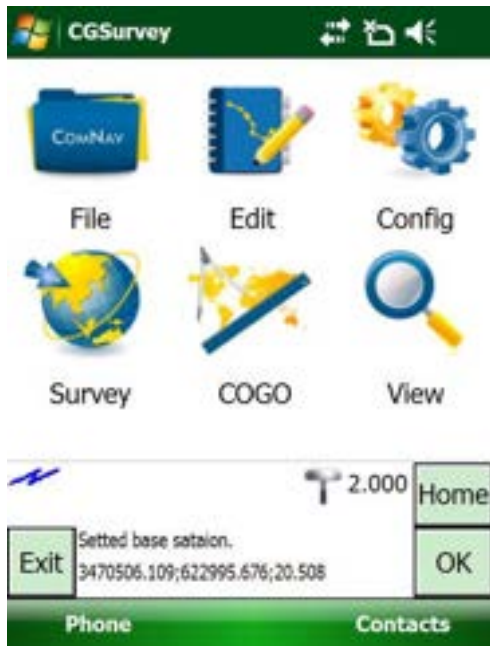 CGSurvey
COMNAV
File Edit Config
Survey COGO View
2.000 Home
Exit Setted base sataion. OK
3470506.109;622995.676;20.508
Phone Contacts